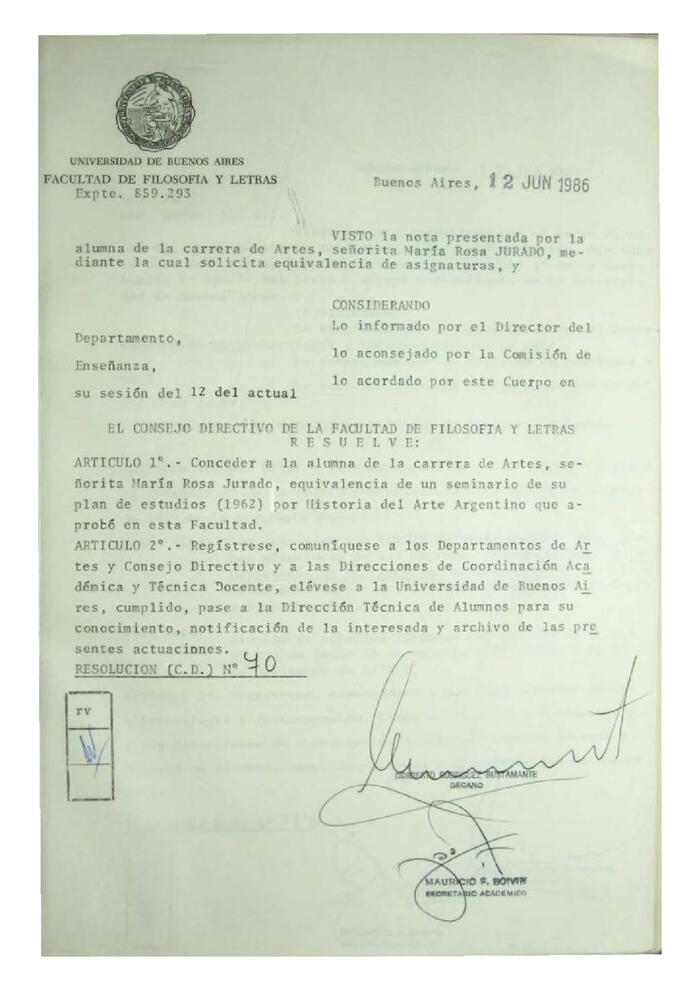 UNIVERSIDAD DE BUENOS AIRES
FACULTAD DE FILOSOFIA Y LETRAS
Expte. 859.293
Buenos Aires, 12 JUN 1986
VISTO la nota presentada por la
alumna de la carrera de Artes, señorita María Rosa JURADO, me-
diante la cual solicita equivalencia de asignaturas, y
CONSIDERANDO
Lo informado por el Director del
Departamento,
lo aconsejado por la Comisión de
Enseñanza,
lo acordado por este Cuerpo en
su sesión del 12 del actual
EL CONSEJO DIRECTIVO DE LA FACULTAD DE FILOSOFIA Y LETRAS
R E S U E L V E:
ARTICULO 1º.- Conceder a la alumna de la carrera de Artes, se-
ñorita María Rosa Jurado, equivalencia de un seminario de su
plan de estudios (1962) por Historia del Arte Argentino que a-
probó en esta Facultad.
ARTICULO 2º.- Regístrese, comuníquese a los Departamentos de Ar
tes y Consejo Directivo y a las Direcciones de Coordinación Aca
démica y Técnica Docente, elévese a la Universidad de Buenos Ai
res, cumplido, pase a la Dirección Técnica de Alumnos para su
conocimiento, notificación de la interesada y archivo de las pre
sentes actuaciones.
RESOLUCION (C.D.) Nº 70
rv
NORBERTO RODRIGUEZ BUSTAMANTE
DECANO
MAURICIO F. BOIVIN
SECRETARIO ACADEMICO